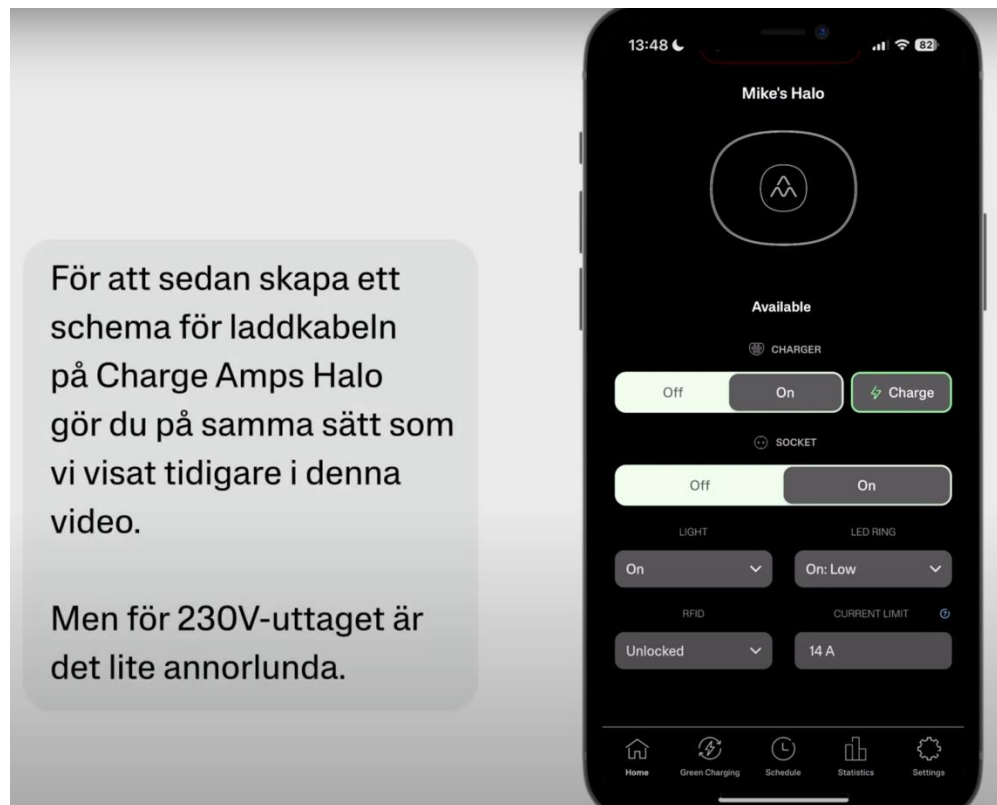 För att sedan skapa ett
schema för laddkabeln
på Charge Amps Halo
gör du på samma sätt som
vi visat tidigare i denna
video.
Men för 230V-uttaget är
det lite annorlunda.
13:48
82
Mike's Halo
Available
CHARGER
Off On Charge
SOCKET
Off On
LIGHT LED RING
On On: Low
RFID CURRENT LIMIT
Unlocked 14 A
Home Green Charging Schedule Statistics Settings